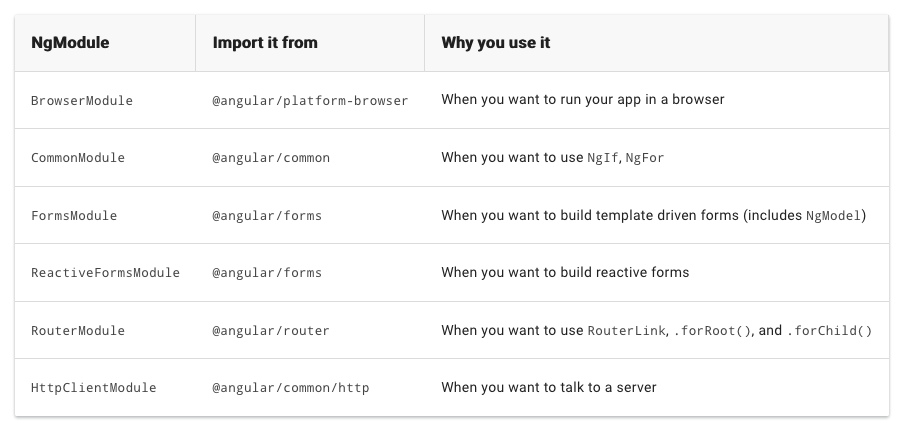 NgModule Import it from Why you use it
BrowserModule @angular/platform-browser When you want to run your app in a browser
CommonModule @angular/common When you want to use NgIf, NgFor
FormsModule @angular/forms When you want to build template driven forms (includes NgModel)
ReactiveFormsModule @angular/forms When you want to build reactive forms
RouterModule @angular/router When you want to use RouterLink, .forRoot(), and .forChild()
HttpClientModule @angular/common/http When you want to talk to a server